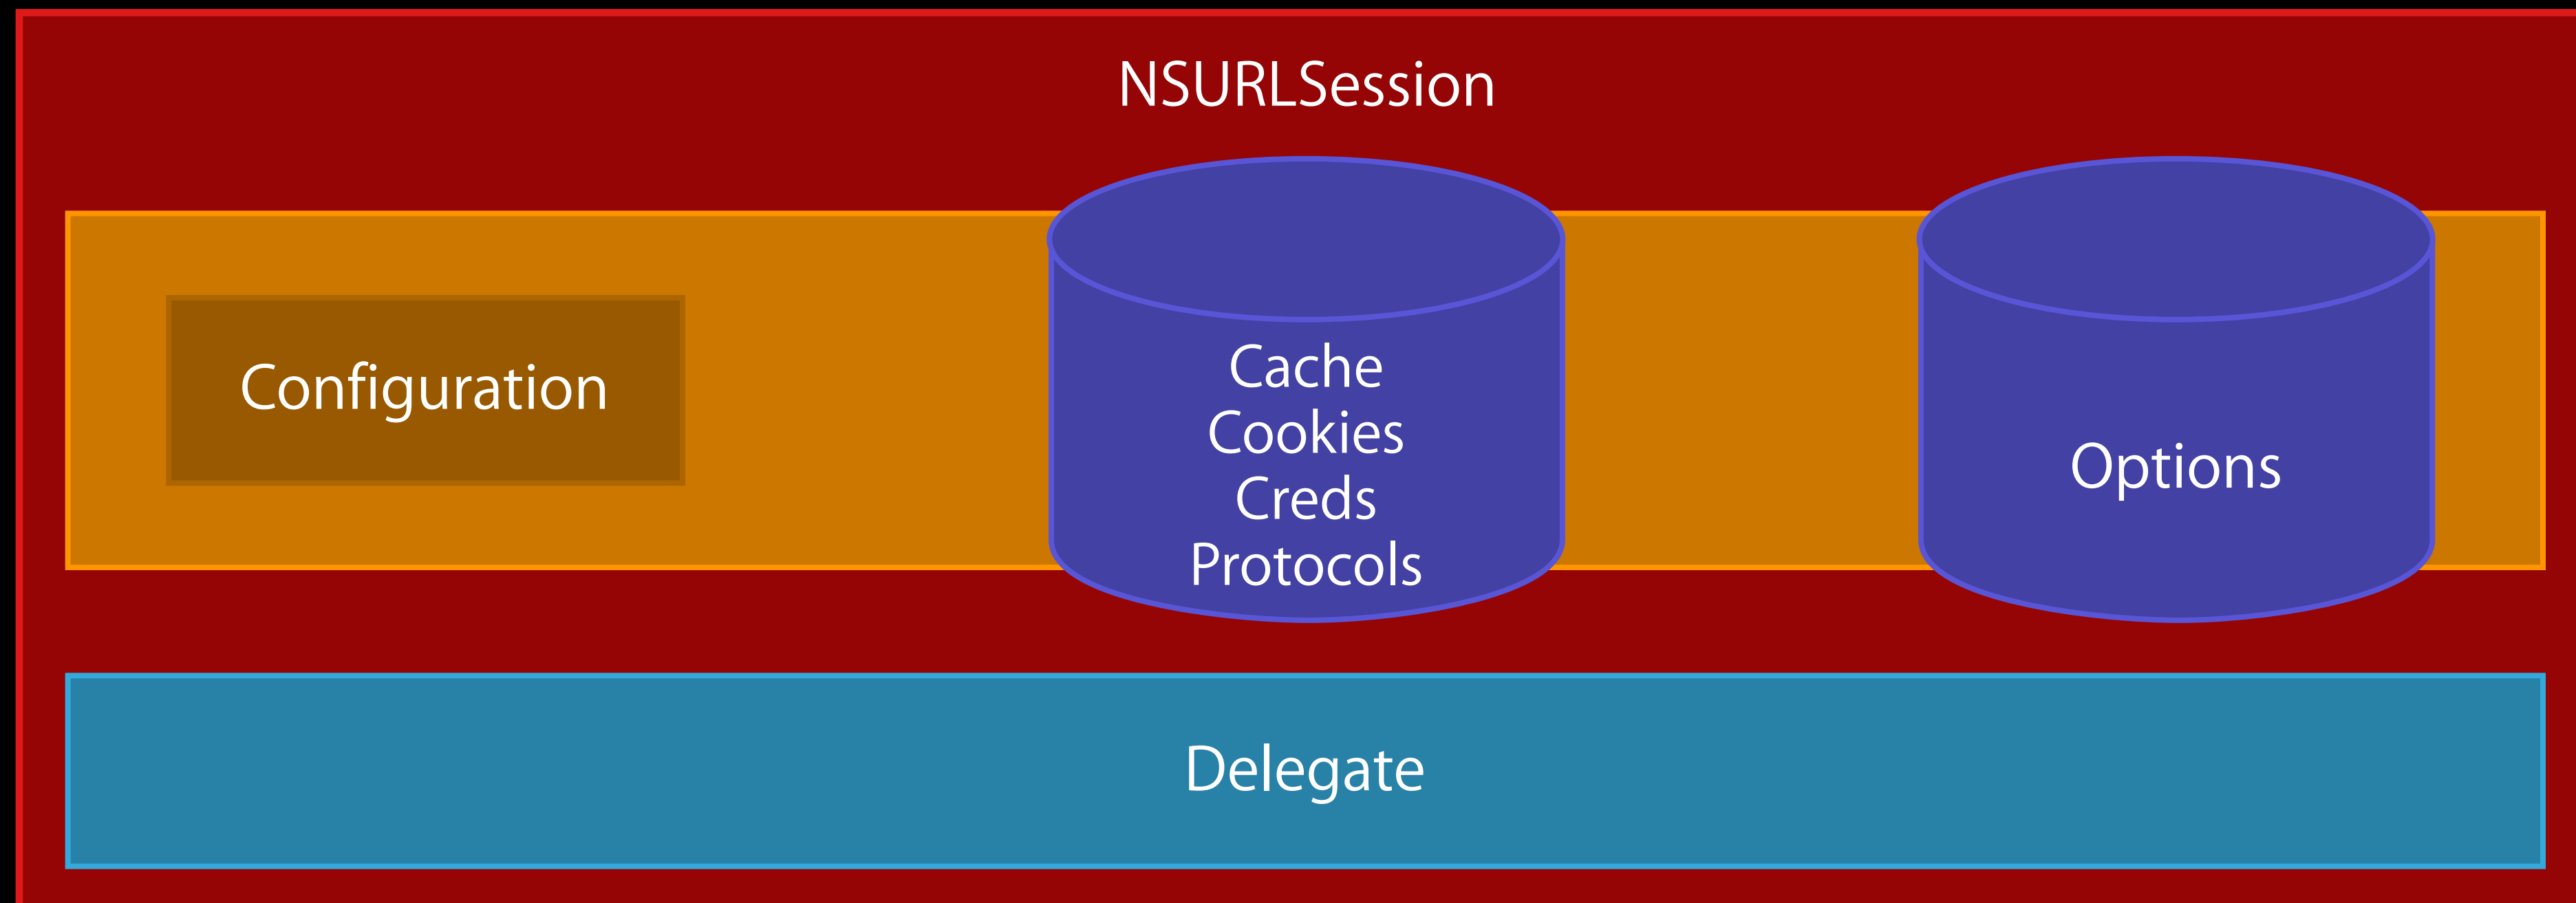 NSURLSession
Configuration
Cache
Cookies
Creds
Protocols
Options
Delegate